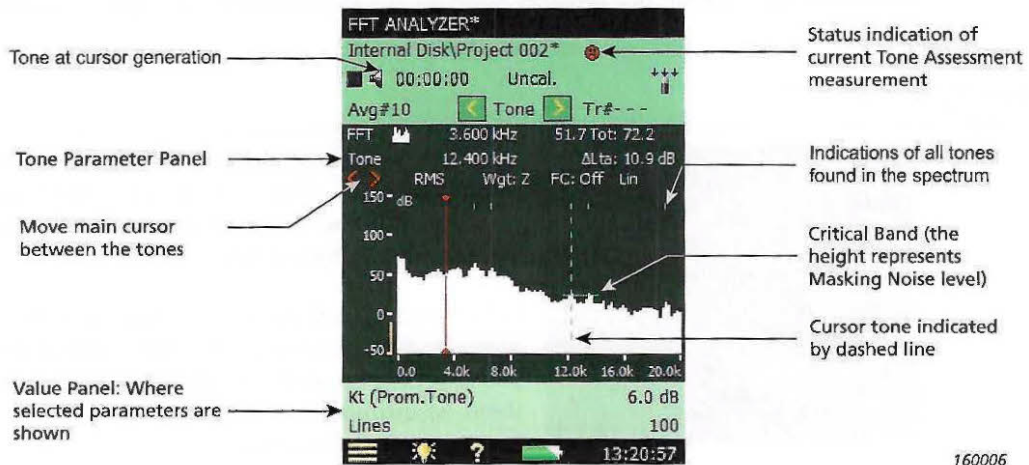 FFT ANALYZER*
Internal Disk\Project 002*
00:00:00 Uncal.
Avg#10 < Tone > Tr#- - -
FFT 3.600 kHz 51.7 Tot: 72.2
Tone 12.400 kHz ΔLta: 10.9 dB
< > RMS Wgt: Z FC: Off Lin
150 dB
100
50
0
-50
0.0 4.0k 8.0k 12.0k 16.0k 20.0k
Kt (Prom.Tone) 6.0 dB
Lines 100
? 13:20:57
Tone at cursor generation
Tone Parameter Panel
Move main cursor
between the tones
Value Panel: Where
selected parameters are
shown
Status indication of
current Tone Assessment
measurement
Indications of all tones
found in the spectrum
Critical Band (the
height represents
Masking Noise level)
Cursor tone indicated
by dashed line
160006